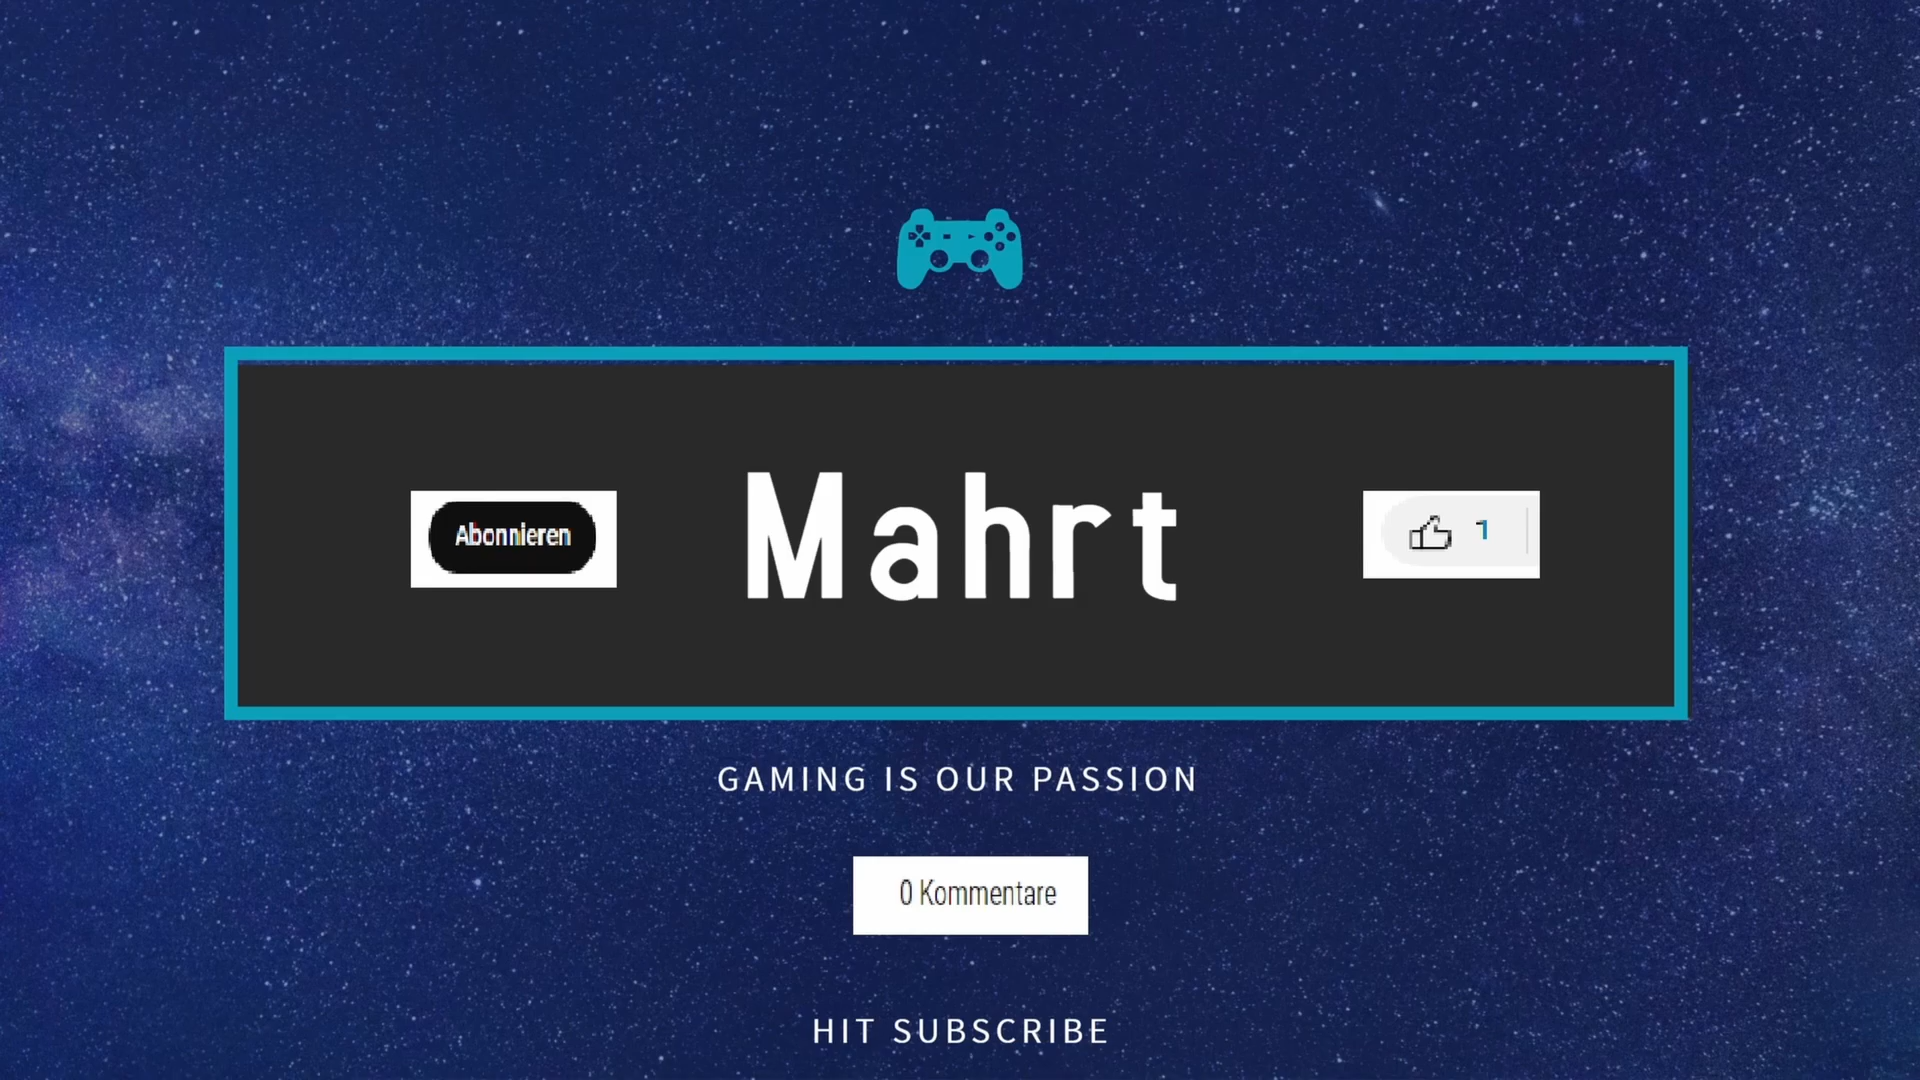 Abonnieren
Mahrt
1
GAMING IS OUR PASSION
0 Kommentare
HIT SUBSCRIBE